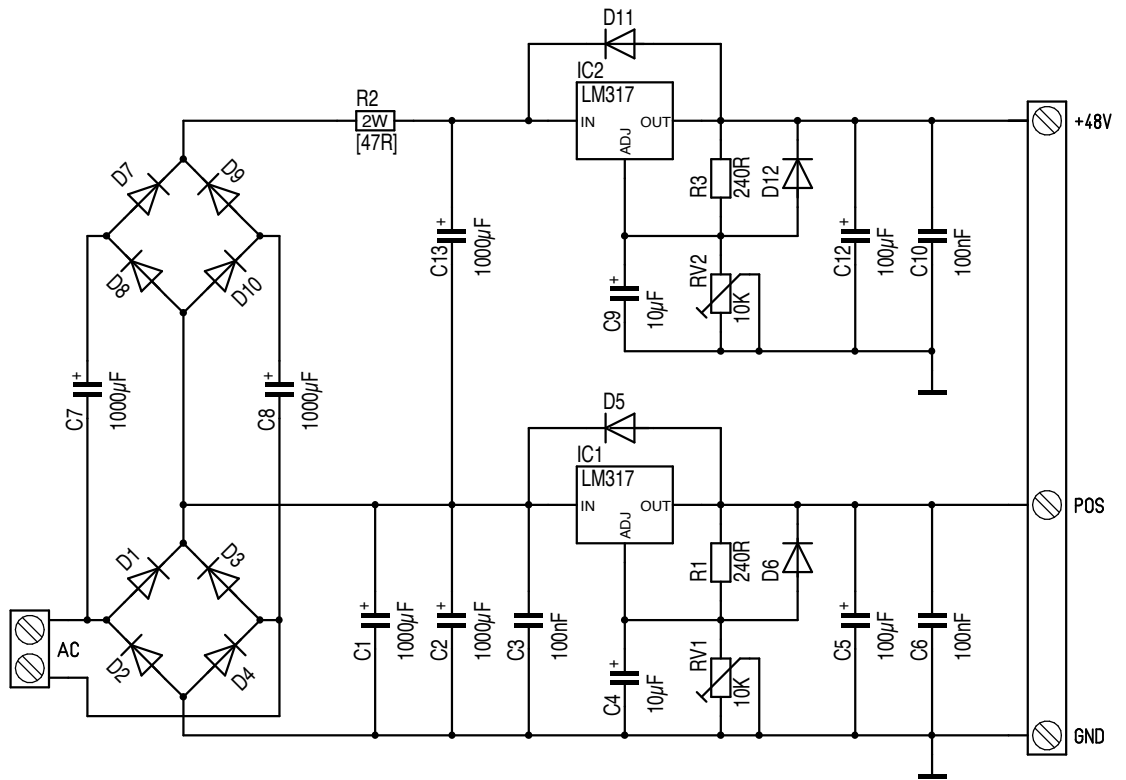 D11
IC2
LM317
IN
OUT
ADJ
R2
2W
[47R]
+48V
D7
D9
D8
D10
R3
240R
D12
C13
+
1000µF
C12
+
100µF
C10
100nF
C9
+
10µF
RV2
10K
C7
+
1000µF
C8
+
1000µF
D5
IC1
LM317
IN
OUT
ADJ
POS
D1
D3
D2
D4
R1
240R
D6
AC
C1
+
1000µF
C2
+
1000µF
C3
100nF
C4
+
10µF
RV1
10K
C5
+
100µF
C6
100nF
GND